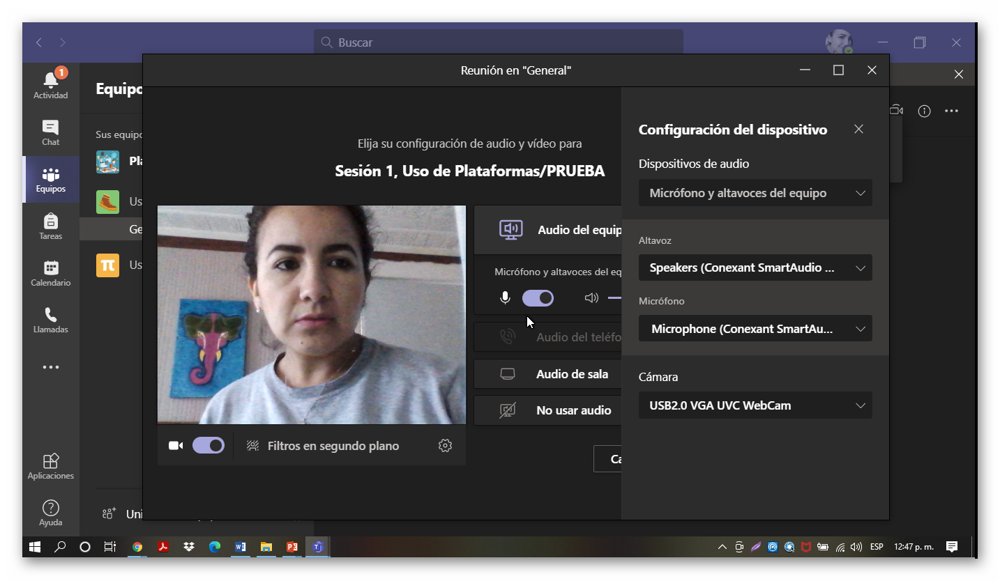 Buscar
Reunión en "General"
1
Actividad
Chat
Equipos
Tareas
Calendario
Llamadas
Aplicaciones
Ayuda
Equipo
Sus equipo
Pla
Us
Ge
π
Us
Uni
Elija su configuración de audio y vídeo para
Sesión 1, Uso de Plataformas/PRUEBA
Audio del equip
Micrófono y altavoces del eq
Audio del teléfo
Audio de sala
No usar audio
Filtros en segundo plano
Ca
Configuración del dispositivo
Dispositivos de audio
Micrófono y altavoces del equipo
Altavoz
Speakers (Conexant SmartAudio ...
Micrófono
Microphone (Conexant SmartAu...
Cámara
USB2.0 VGA UVC WebCam
ESP
12:47 p. m.